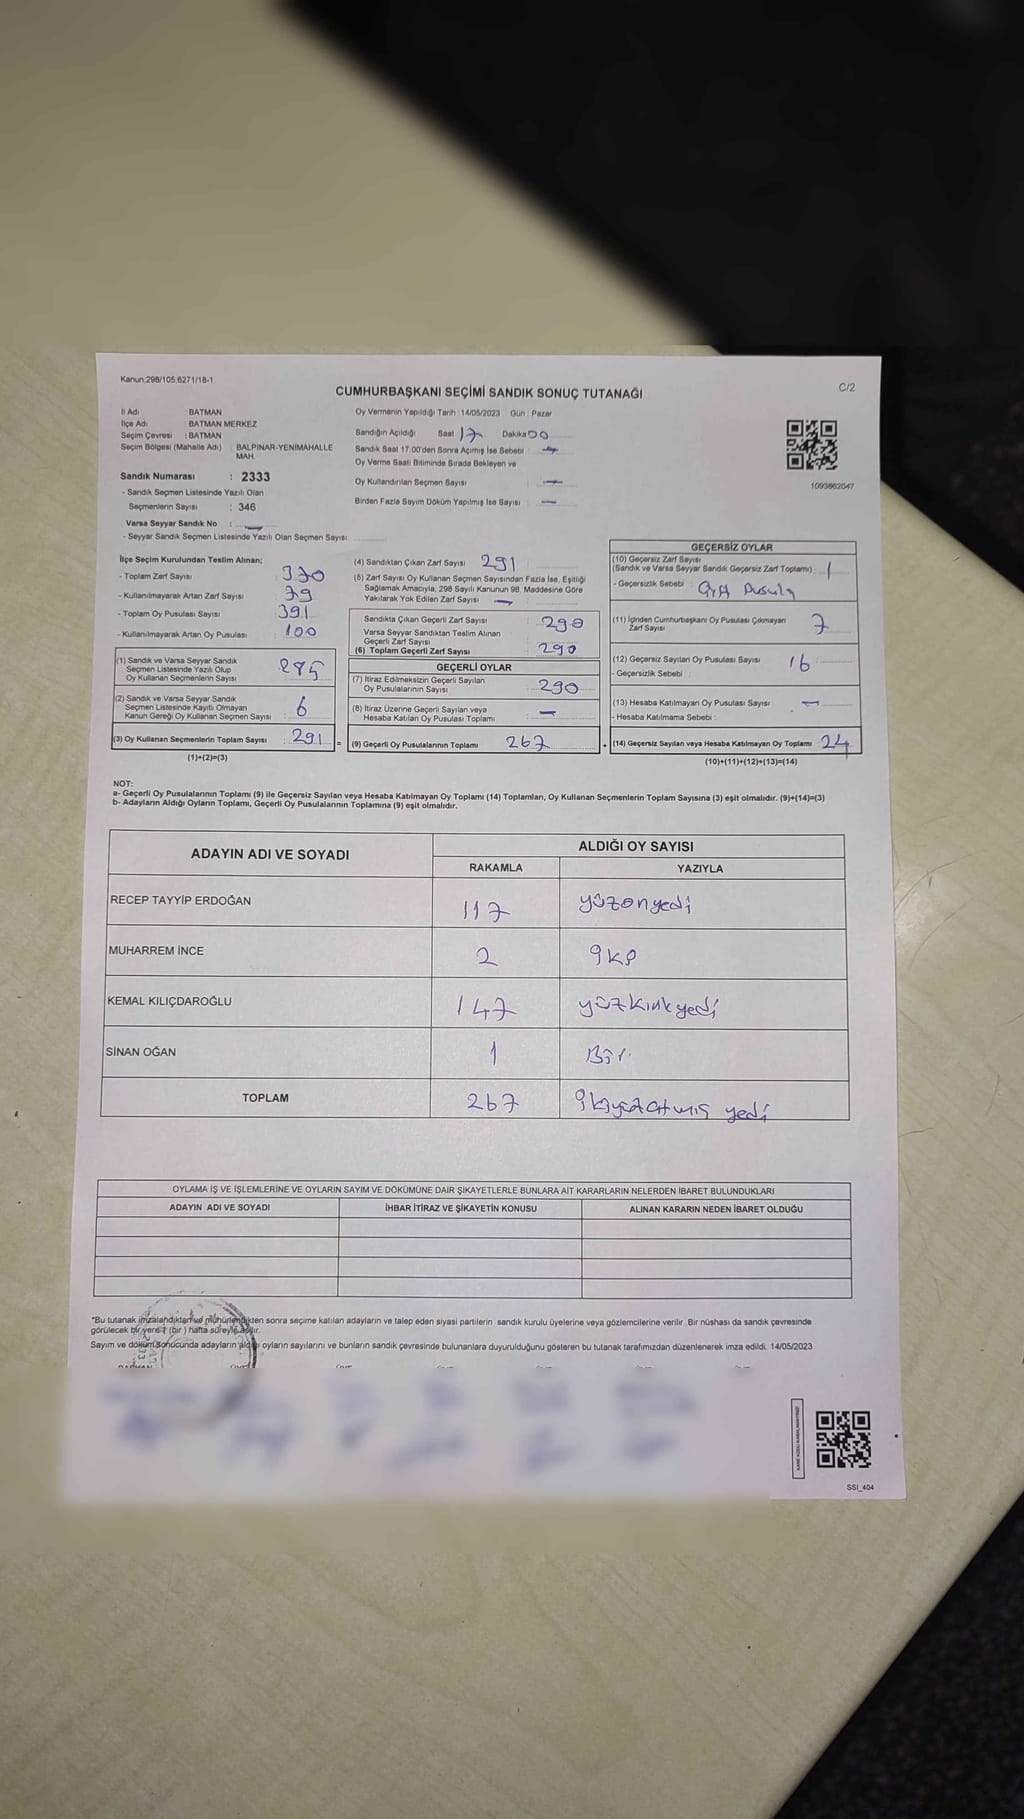 Kanun:298/105,6271/18-1
CUMHURBAŞKANI SEÇİMİ SANDIK SONUÇ TUTANAĞI
C/2
İl Adı : BATMAN
İlçe Adı : BATMAN MERKEZ
Seçim Çevresi : BATMAN
Seçim Bölgesi (Mahalle Adı) BALPINAR-YENİMAHALLE
MAH.
Sandık Numarası : 2333
- Sandık Seçmen Listesinde Yazılı Olan
Seçmenlerin Sayısı : 346
Varsa Seyyar Sandık No : —
- Seyyar Sandık Seçmen Listesinde Yazılı Olan Seçmen Sayısı
Oy Vermenin Yapıldığı Tarih : 14/05/2023 Gün : Pazar
Sandığın Açıldığı Saat 17 Dakika 00
Sandık Saat 17.00'den Sonra Açımış İse Sebebi —
Oy Verme Saati Bitiminde Sırada Bekleyen ve
Oy Kullandırılan Seçmen Sayısı —
Birden Fazla Sayım Döküm Yapılmış İse Sayısı —
1093862047
İlçe Seçim Kurulundan Teslim Alınan;
- Toplam Zarf Sayısı : 370
- Kullanılmayarak Artan Zarf Sayısı : 79
- Toplam Oy Pusulası Sayısı : 391
- Kullanılmayarak Artan Oy Pusulası : 100
(1) Sandık ve Varsa Seyyar Sandık
Seçmen Listesinde Yazılı Olup
Oy Kullanan Seçmenlerin Sayısı 285
(2) Sandık ve Varsa Seyyar Sandık
Seçmen Listesinde Kayıtlı Olmayan
Kanun Gereği Oy Kullanan Seçmen Sayısı 6
(3) Oy Kullanan Seçmenlerin Toplam Sayısı : 291 =
(1)+(2)=(3)
(4) Sandıktan Çıkan Zarf Sayısı 291
(5) Zarf Sayısı Oy Kullanan Seçmen Sayısından Fazla İse, Eşitliği
Sağlamak Amacıyla, 298 Sayılı Kanunun 98. Maddesine Göre
Yakılarak Yok Edilen Zarf Sayısı —
Sandıkta Çıkan Geçerli Zarf Sayısı : 290
Varsa Seyyar Sandıktan Teslim Alınan
Geçerli Zarf Sayısı
(6) Toplam Geçerli Zarf Sayısı 290
GEÇERLİ OYLAR
(7) İtiraz Edilmeksizin Geçerli Sayılan
Oy Pusulalarının Sayısı 290
(8) İtiraz Üzerine Geçerli Sayılan veya
Hesaba Katılan Oy Pusulası Toplamı —
(9) Geçerli Oy Pusulalarının Toplamı 267 +
GEÇERSİZ OYLAR
(10) Geçersiz Zarf Sayısı
(Sandık ve Varsa Seyyar Sandık Geçersiz Zarf Toplamı) : 1
- Geçersizlik Sebebi :
(11) İçinden Cumhurbaşkanı Oy Pusulası Çıkmayan
Zarf Sayısı 7
(12) Geçersiz Sayılan Oy Pusulası Sayısı 16
- Geçersizlik Sebebi :
(13) Hesaba Katılmayan Oy Pusulası Sayısı —
- Hesaba Katılmama Sebebi :
(14) Geçersiz Sayılan veya Hesaba Katılmayan Oy Toplamı : 24
(10)+(11)+(12)+(13)=(14)
NOT:
a- Geçerli Oy Pusulalarının Toplamı (9) ile Geçersiz Sayılan veya Hesaba Katılmayan Oy Toplamı (14) Toplamları, Oy Kullanan Seçmenlerin Toplam Sayısına (3) eşit olmalıdır. (9)+(14)=(3)
b- Adayların Aldığı Oyların Toplamı, Geçerli Oy Pusulalarının Toplamına (9) eşit olmalıdır.
ADAYIN ADI VE SOYADI ALDIĞI OY SAYISI
RAKAMLA YAZIYLA
RECEP TAYYİP ERDOĞAN 117 yüzonyedi
MUHARREM İNCE 2 iki
KEMAL KILIÇDAROĞLU 147 yüzkırkyedi
SİNAN OĞAN 1 Bir
TOPLAM 267 ikiyüzatmış yedi
OYLAMA İŞ VE İŞLEMLERİNE VE OYLARIN SAYIM VE DÖKÜMÜNE DAİR ŞİKAYETLERLE BUNLARA AİT KARARLARIN NELERDEN İBARET BULUNDUKLARI
ADAYIN ADI VE SOYADI İHBAR İTİRAZ VE ŞİKAYETİN KONUSU ALINAN KARARIN NEDEN İBARET OLDUĞU
"Bu tutanak imzalandıktan ve mühürlendikten sonra seçime katılan adayların ve talep eden siyasi partilerin sandık kurulu üyelerine veya gözlemcilerine verilir .Bir nüshası da sandık çevresinde
görülecek bir yere 1 (bir ) hafta süreyle asılır.
Sayım ve döküm sonucunda adayların aldığı oyların sayılarını ve bunların sandık çevresinde bulunanlara duyurulduğunu gösteren bu tutanak tarafımızdan düzenlenerek imza edildi. 14/05/2023
SSI_404